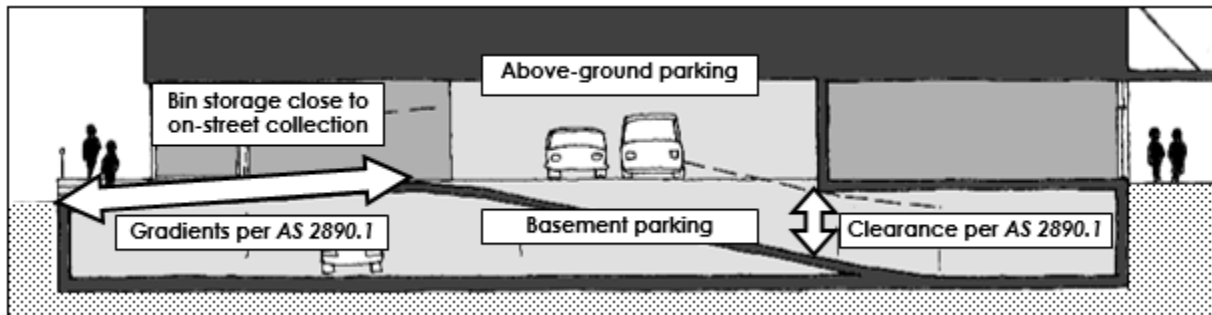 Above-ground parking
Bin storage close to
on-street collection
Gradients per AS 2890.1
Basement parking
Clearance per AS 2890.1